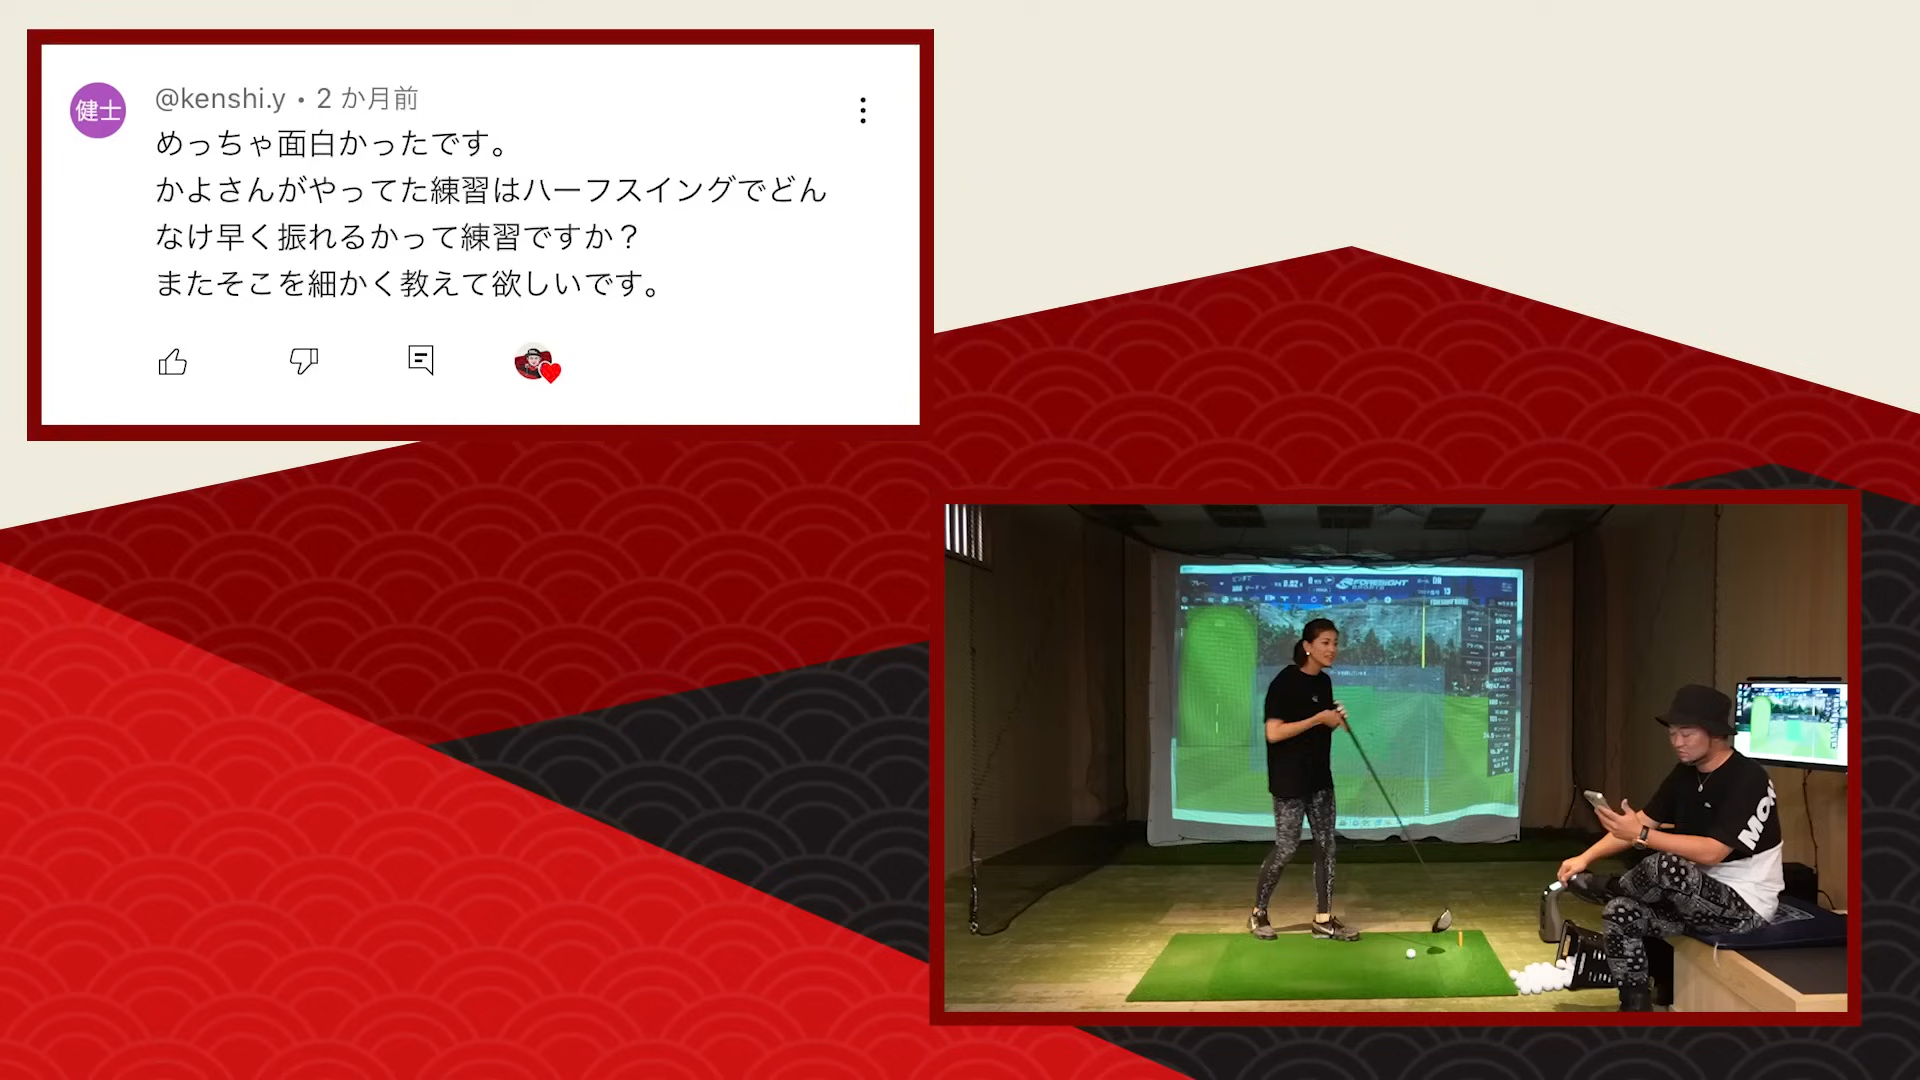 健士
@kenshi.y・2 か月前
めっちゃ面白かったです。
かよさんがやってた練習はハーフスイングでどん
なけ早く振れるかって練習ですか？
またそこを細かく教えて欲しいです。
FORESIGHT
SPORTS